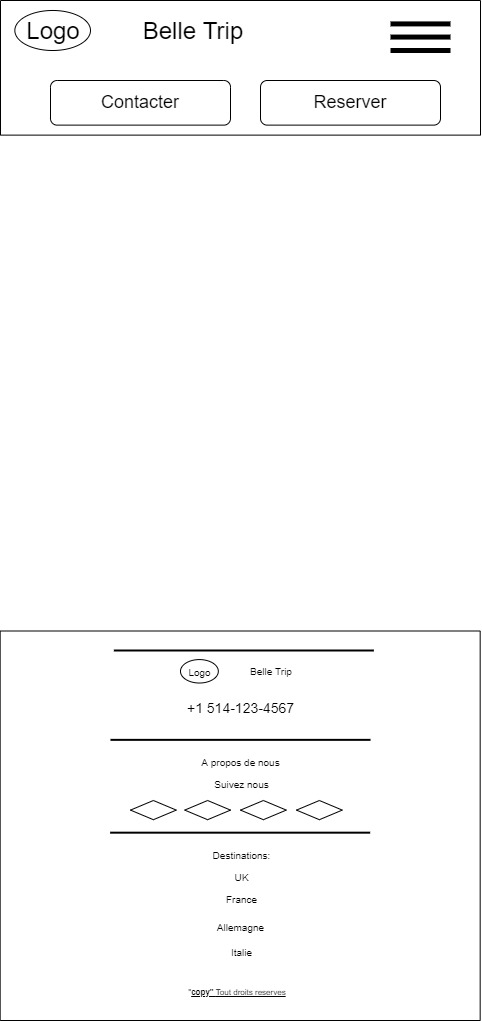 Logo Belle Trip
Contacter Reserver
Logo Belle Trip
+1 514-123-4567
A propos de nous
Suivez nous
Destinations:
UK
France
Allemagne
Italie
"copy" Tout droits reserves